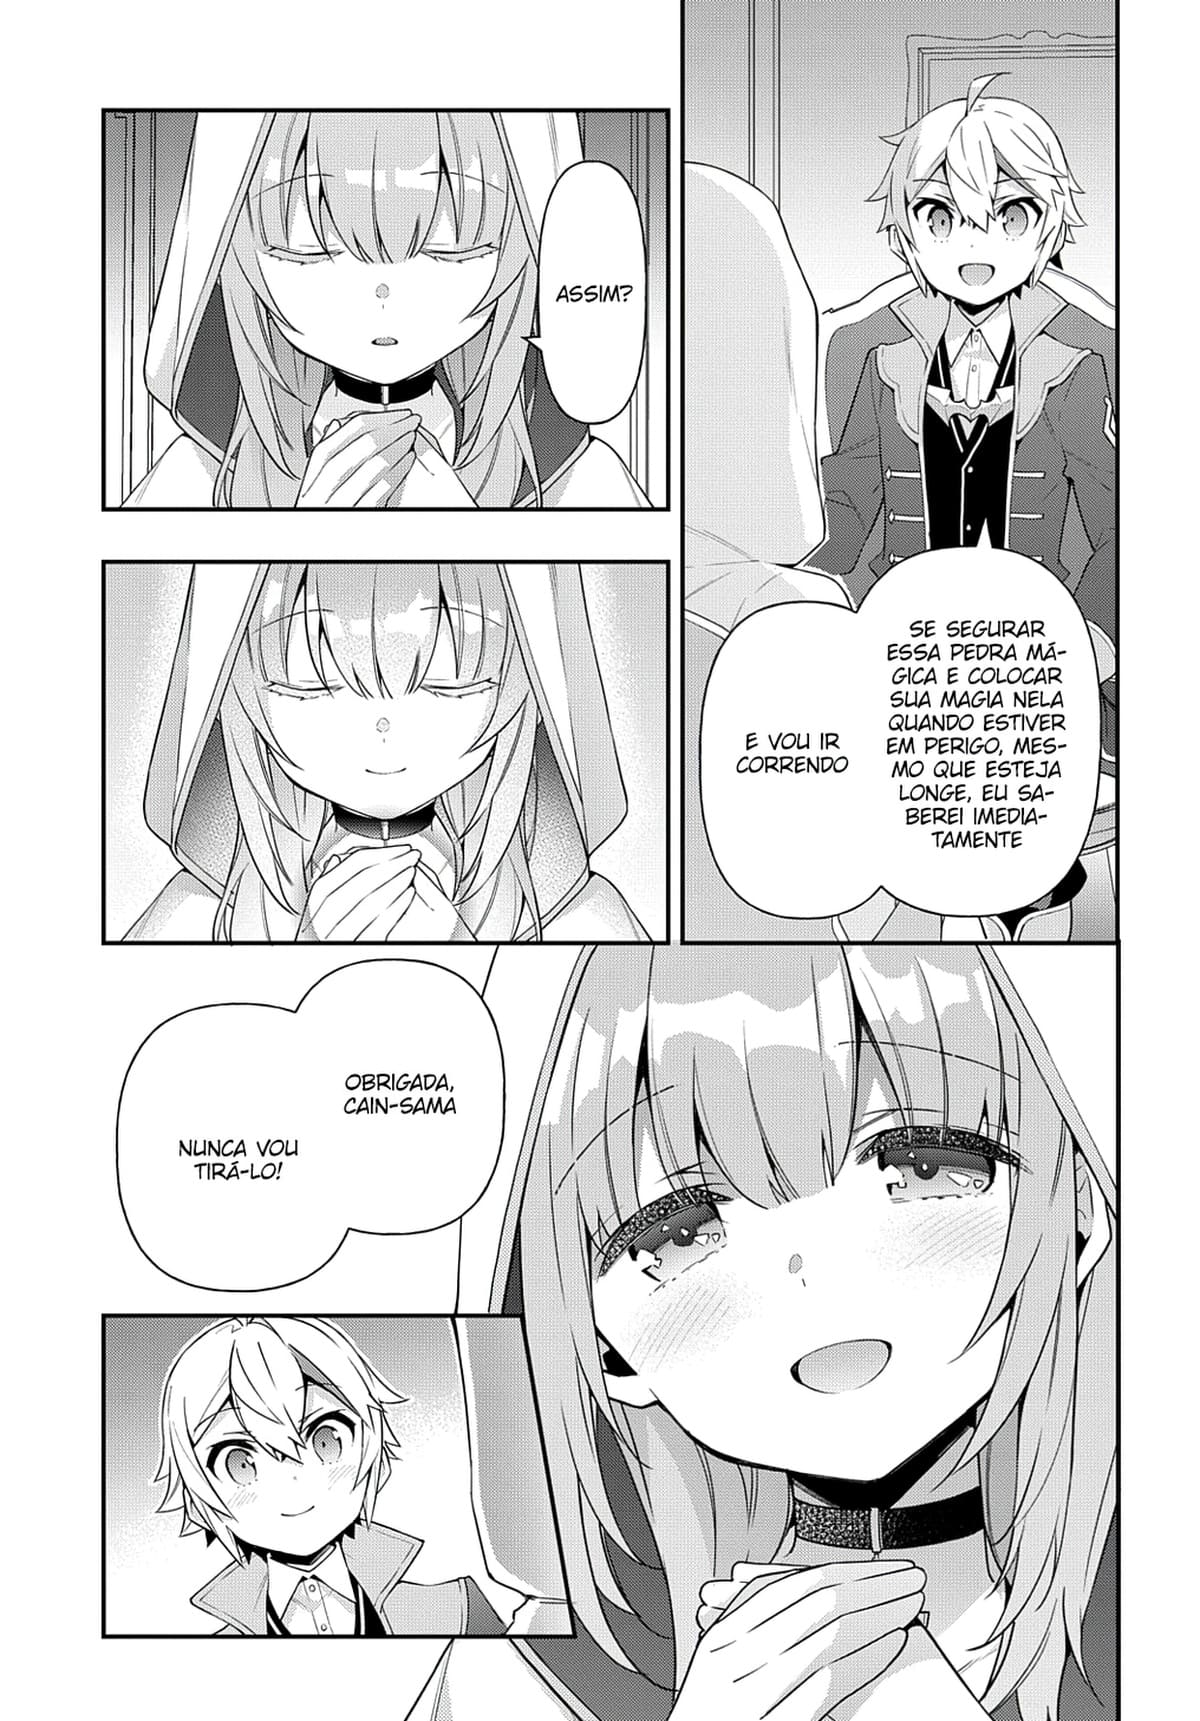 SE SEGURAR
ESSA PEDRA MÁ-
GICA E COLOCAR
SUA MAGIA NELA
QUANDO ESTIVER
EM PERIGO, MES-
MO QUE ESTEJA
LONGE, EU SA-
BEREI IMEDIA-
TAMENTE
E VOU IR
CORRENDO
ASSIM?
OBRIGADA,
CAIN-SAMA
NUNCA VOU
TIRÁ-LO!